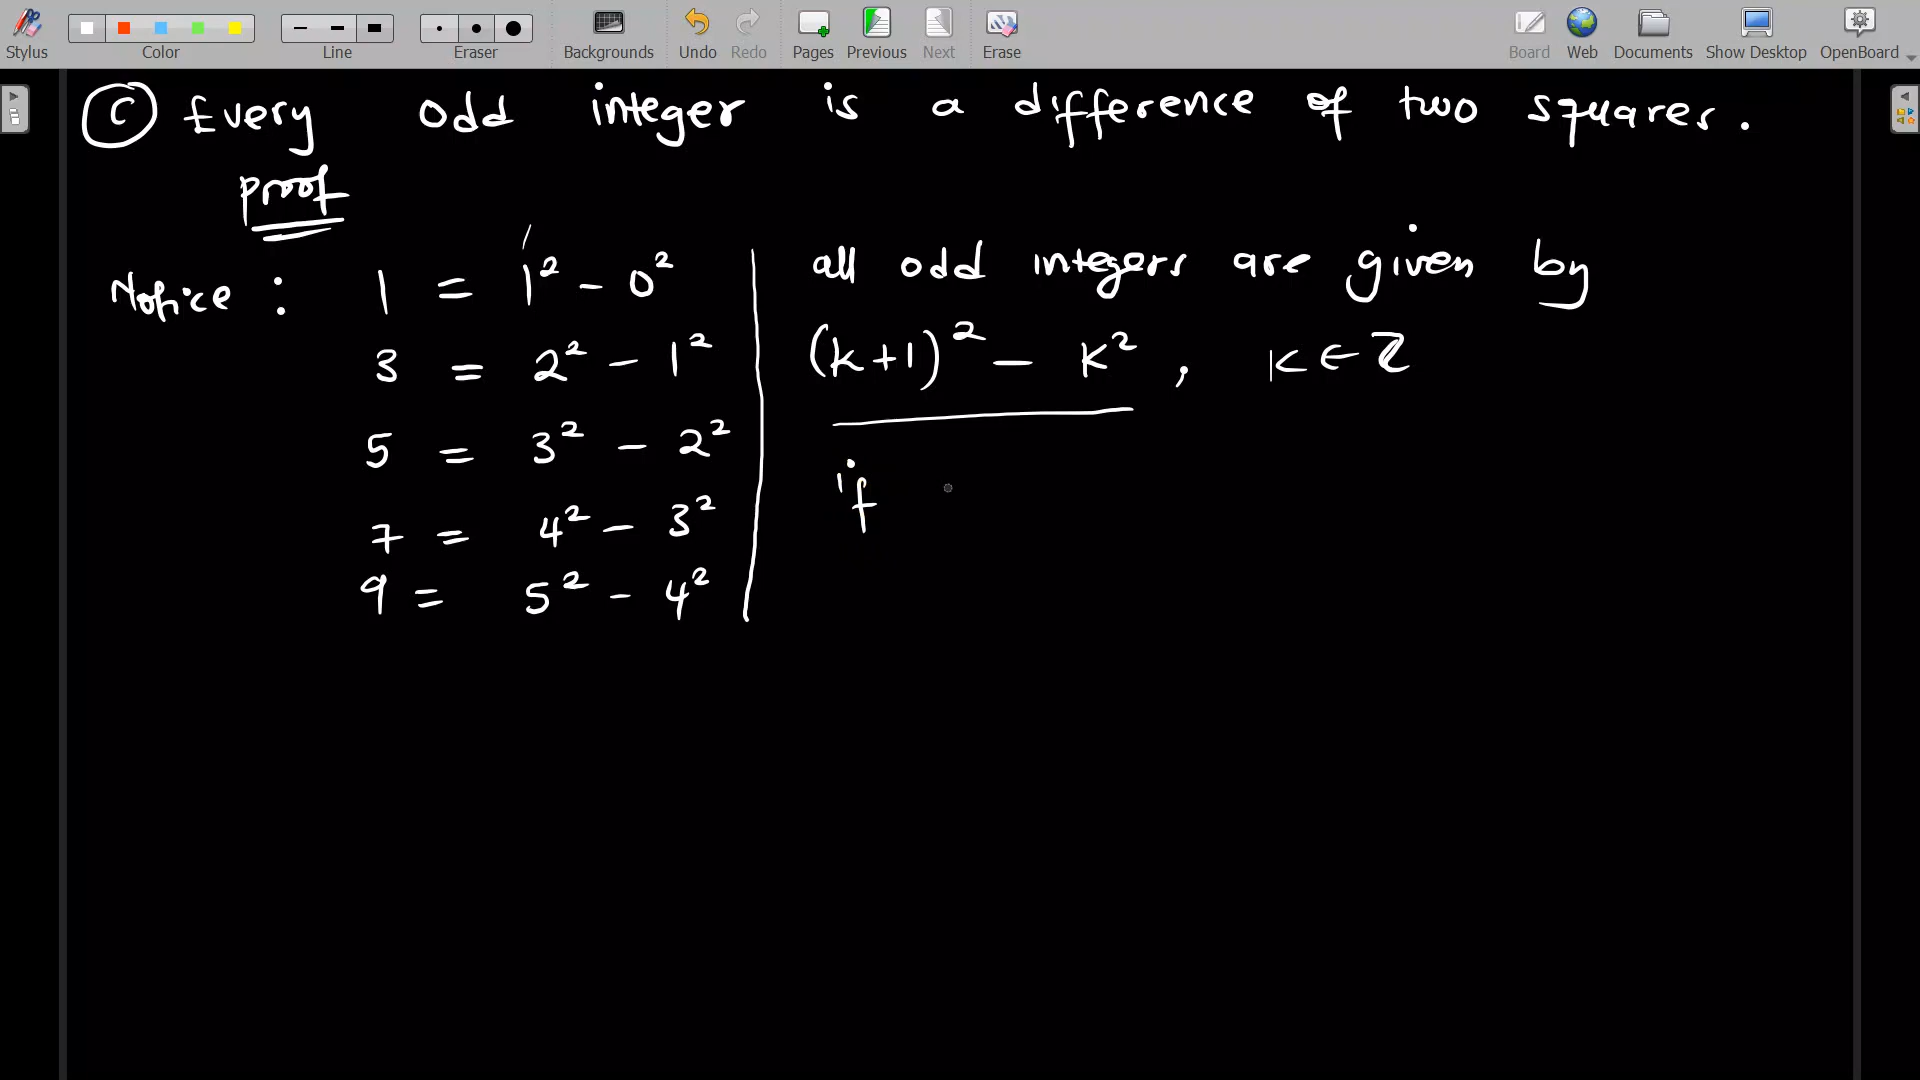 Stylus Color Line Eraser Backgrounds Undo Redo Pages Previous Next Erase Board Web Documents Show Desktop OpenBoard
(c) Every odd integer is a difference of two squares.
proof
Notice : 1 = 1² - 0²
3 = 2² - 1²
5 = 3² - 2²
7 = 4² - 3²
9 = 5² - 4²
all odd integers are given by
(k+1)² - k² , k ∈ ℤ
if